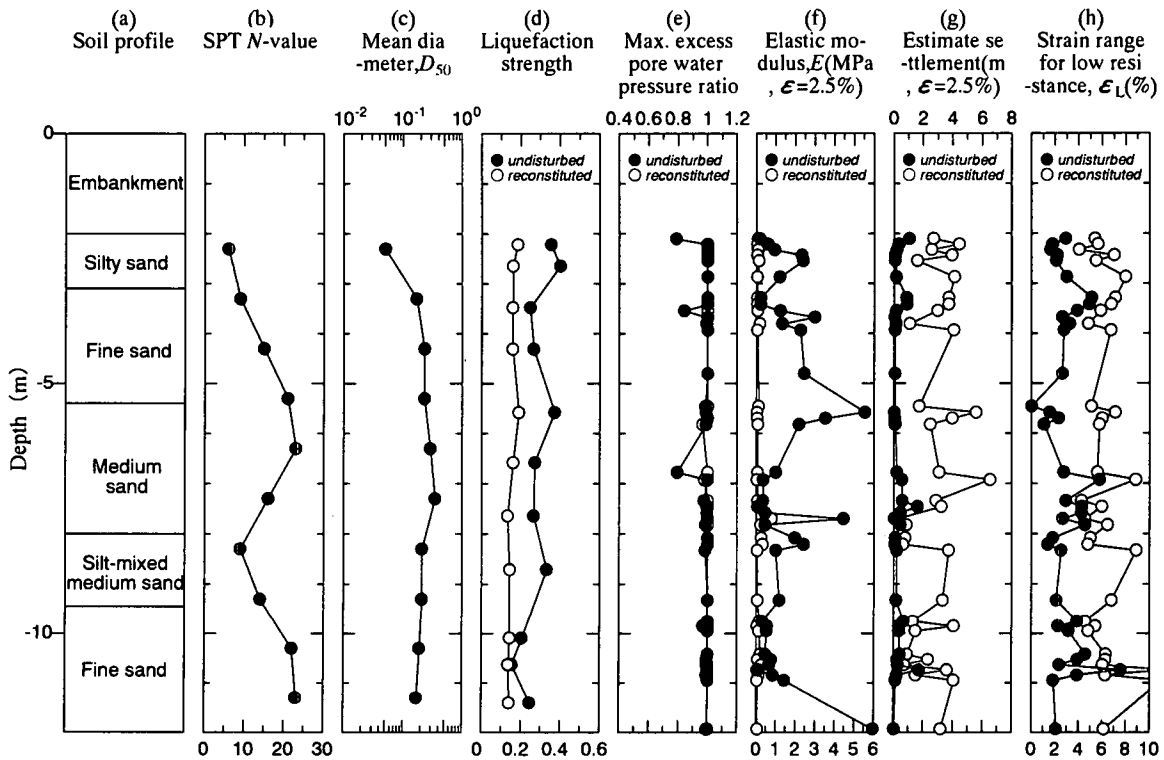 (a)
Soil profile
(b)
SPT N-value
(c)
Mean dia
-meter,D50
(d)
Liquefaction
strength
(e)
Max. excess
pore water
pressure ratio
(f)
Elastic mo-
dulus,E(MPa
, ε=2.5%)
(g)
Estimate se
-ttlement(m
, ε=2.5%)
(h)
Strain range
for low resi
-stance, εL(%)
10-2 10-1 100
0.4 0.6 0.8 1 1.2
0 2 4 6 8
0
-5
-10
Depth (m)
Embankment
Silty sand
Fine sand
Medium
sand
Silt-mixed
medium sand
Fine sand
undisturbed
reconstituted
undisturbed
reconstituted
undisturbed
reconstituted
undisturbed
reconstituted
undisturbed
reconstituted
0 10 20 30
0 0.2 0.4 0.6
0 1 2 3 4 5 6
0 2 4 6 8
0 2 4 6 8 10